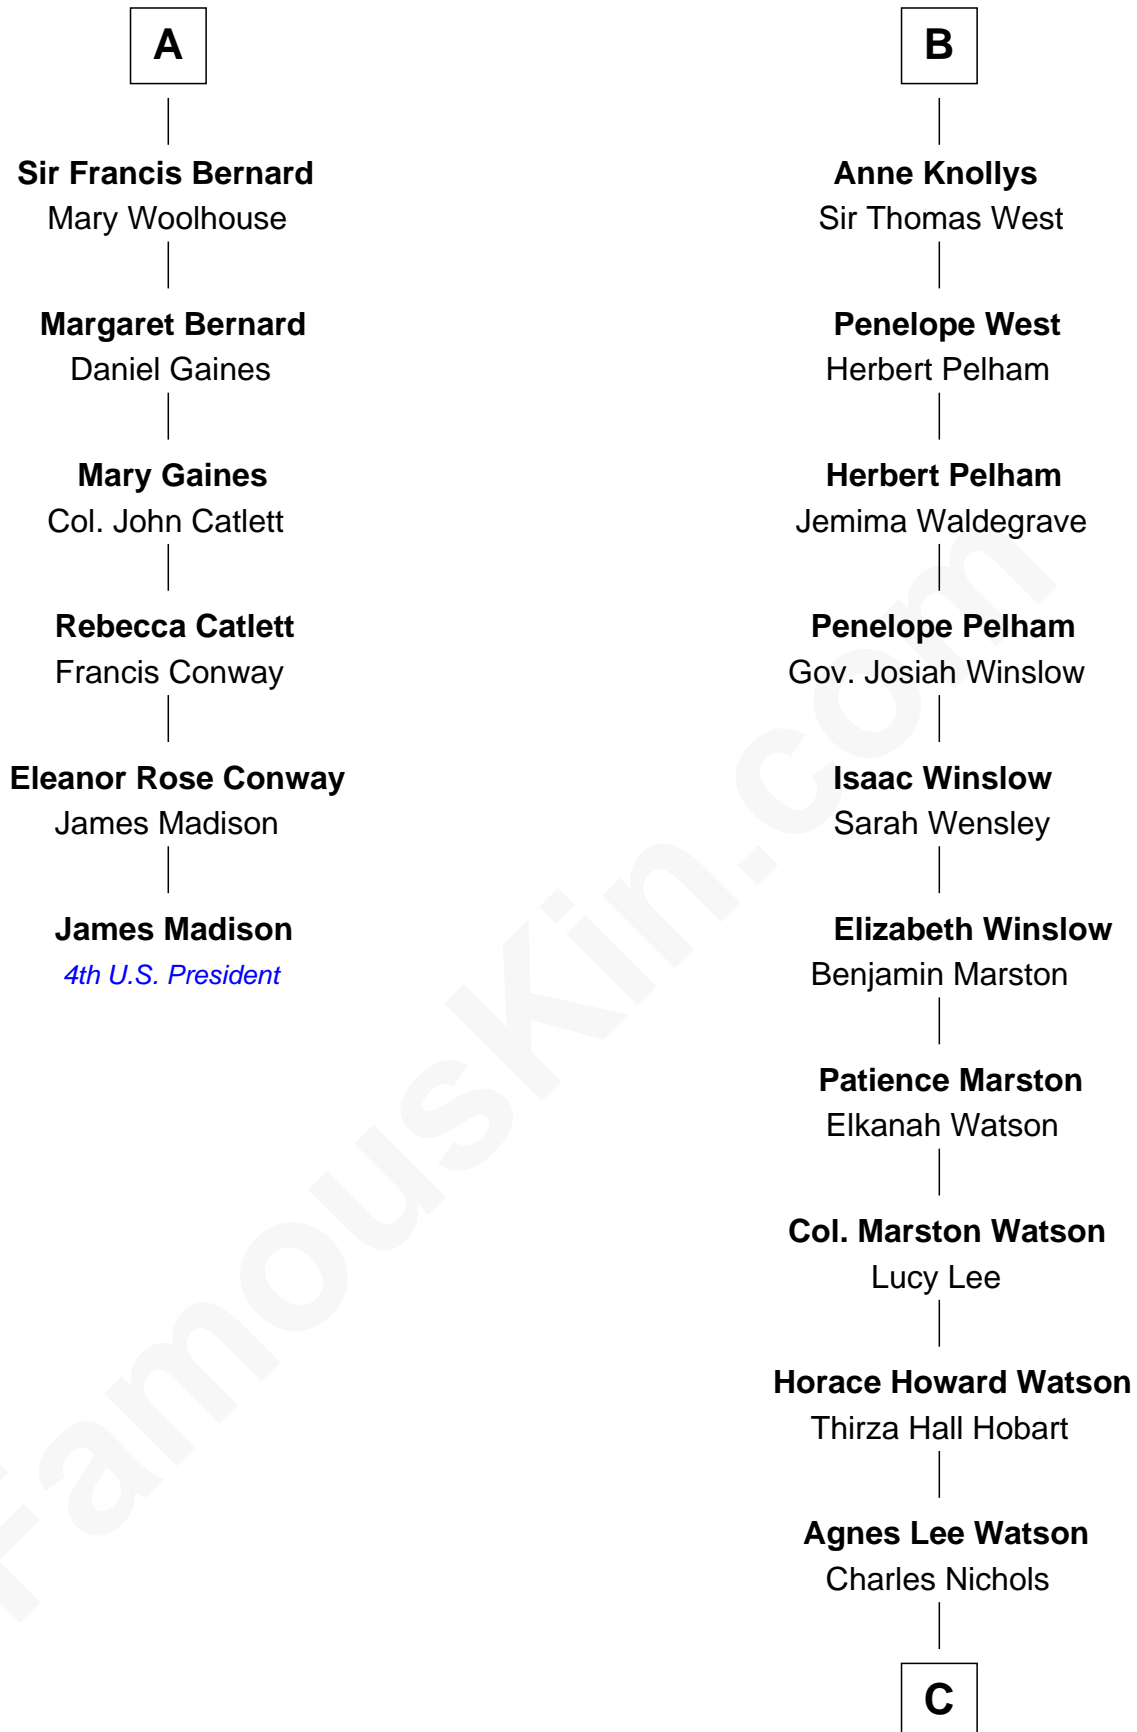 A
Sir Francis Bernard
Mary Woolhouse
Margaret Bernard
Daniel Gaines
Mary Gaines
Col. John Catlett
Rebecca Catlett
Francis Conway
Eleanor Rose Conway
James Madison
James Madison
4th U.S. President
B
Anne Knollys
Sir Thomas West
Penelope West
Herbert Pelham
Herbert Pelham
Jemima Waldegrave
Penelope Pelham
Gov. Josiah Winslow
Isaac Winslow
Sarah Wensley
Elizabeth Winslow
Benjamin Marston
Patience Marston
Elkanah Watson
Col. Marston Watson
Lucy Lee
Horace Howard Watson
Thirza Hall Hobart
Agnes Lee Watson
Charles Nichols
C
FamousKin.com